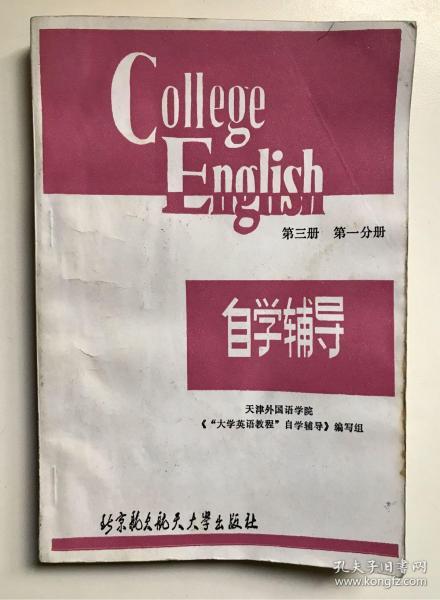 College
English
第三册 第一分册
自学辅导
天津外国语学院
《“大学英语教程”自学辅导》编写组
北京航空航天大学出版社
孔夫子旧书网
www.kongfz.com